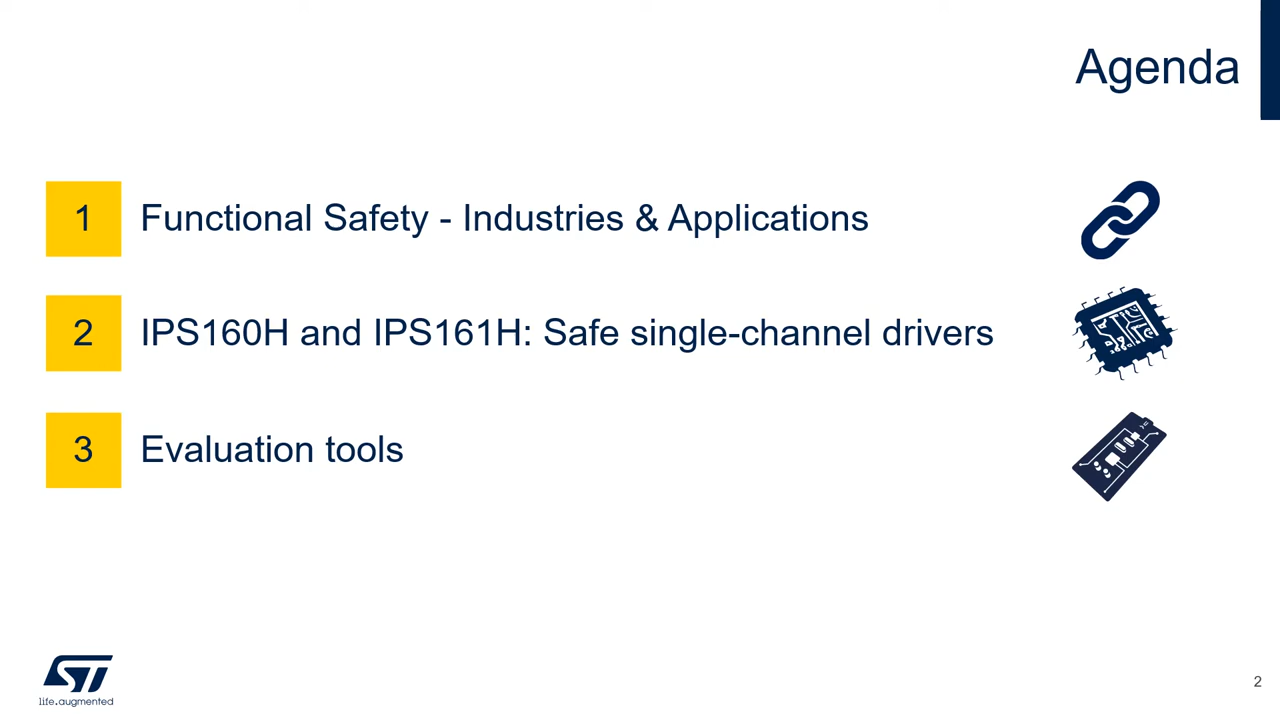 Agenda
1 Functional Safety - Industries & Applications
2 IPS160H and IPS161H: Safe single-channel drivers
3 Evaluation tools
ST
life.augmented
2